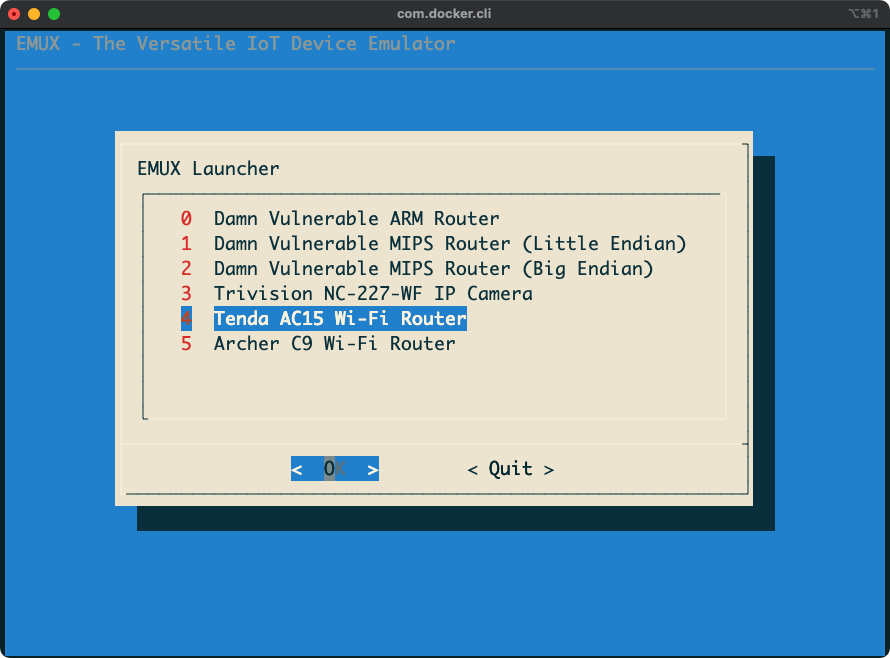 com.docker.cli
⌥⌘1
EMUX - The Versatile IoT Device Emulator
EMUX Launcher
0 Damn Vulnerable ARM Router
1 Damn Vulnerable MIPS Router (Little Endian)
2 Damn Vulnerable MIPS Router (Big Endian)
3 Trivision NC-227-WF IP Camera
4 Tenda AC15 Wi-Fi Router
5 Archer C9 Wi-Fi Router
< OK > < Quit >